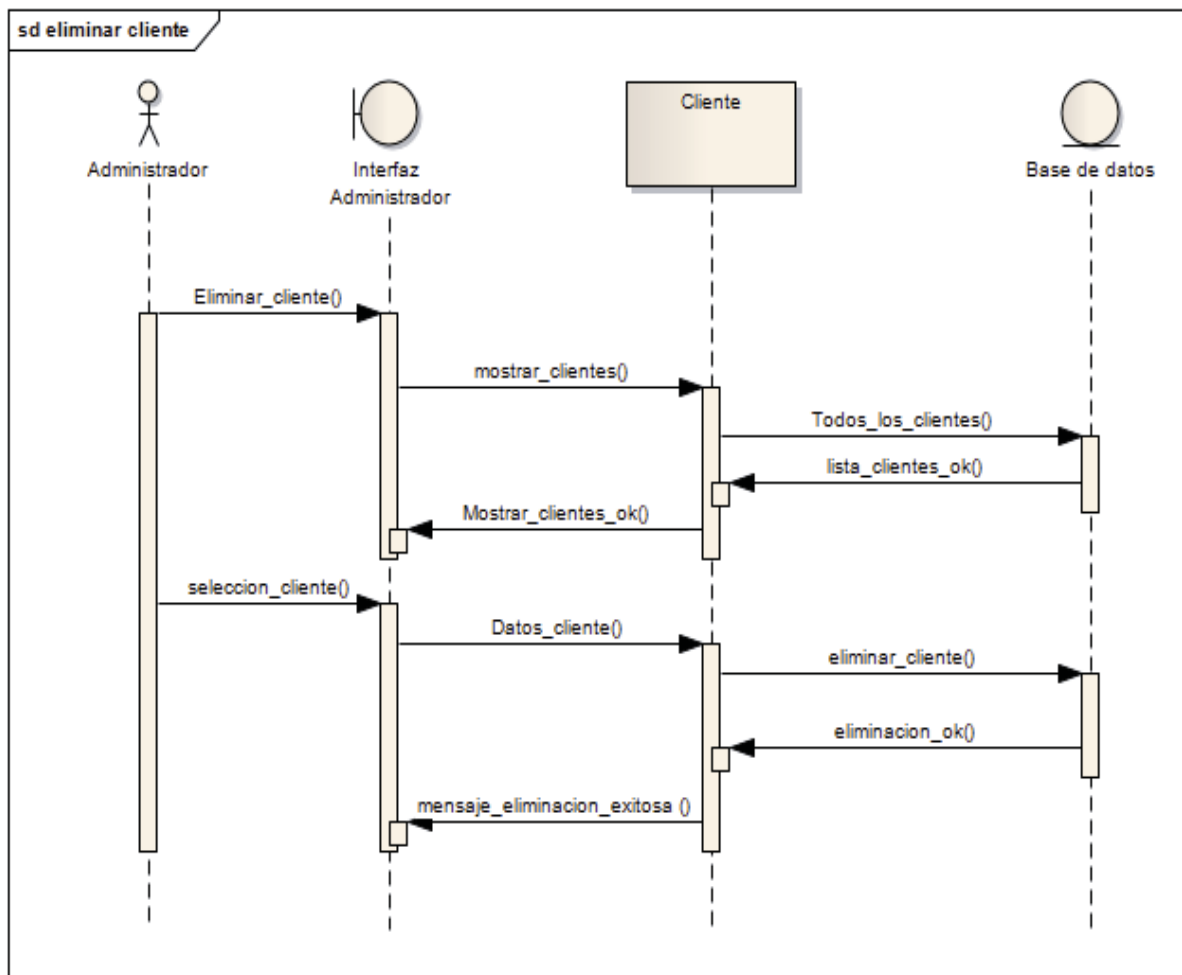 sd eliminar cliente
Cliente
Administrador
Interfaz
Administrador
Base de datos
Eliminar_cliente()
mostrar_clientes()
Todos_los_clientes()
lista_clientes_ok()
Mostrar_clientes_ok()
seleccion_cliente()
Datos_cliente()
eliminar_cliente()
eliminacion_ok()
mensaje_eliminacion_exitosa ()